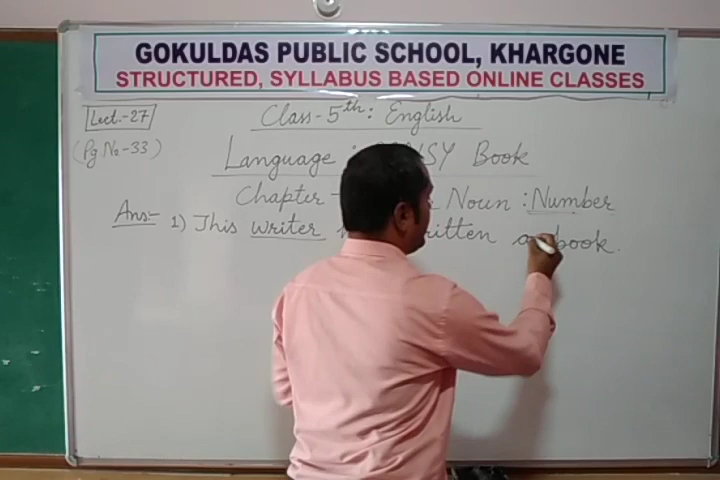 GOKULDAS PUBLIC SCHOOL, KHARGONE
STRUCTURED, SYLLABUS BASED ONLINE CLASSES
Lect.-27
Class-5th: English
(Pg No-33)
Language : Book
Chapter - Noun : Number
Ans:- 1) This writer written a book.